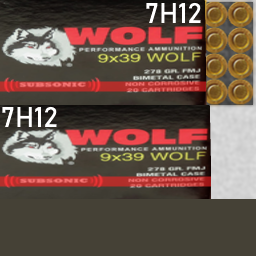 7H12
WOLF
PERFORMANCE AMMUNITION
9x39 WOLF
278 GR. FMJ
BIMETAL CASE
NON CORROSIVE
20 CARTRIDGES
SUBSONIC
7H12
WOLF
PERFORMANCE AMMUNITION
9x39 WOLF
278 GR. FMJ
BIMETAL CASE
NON CORROSIVE
20 CARTRIDGES
SUBSONIC